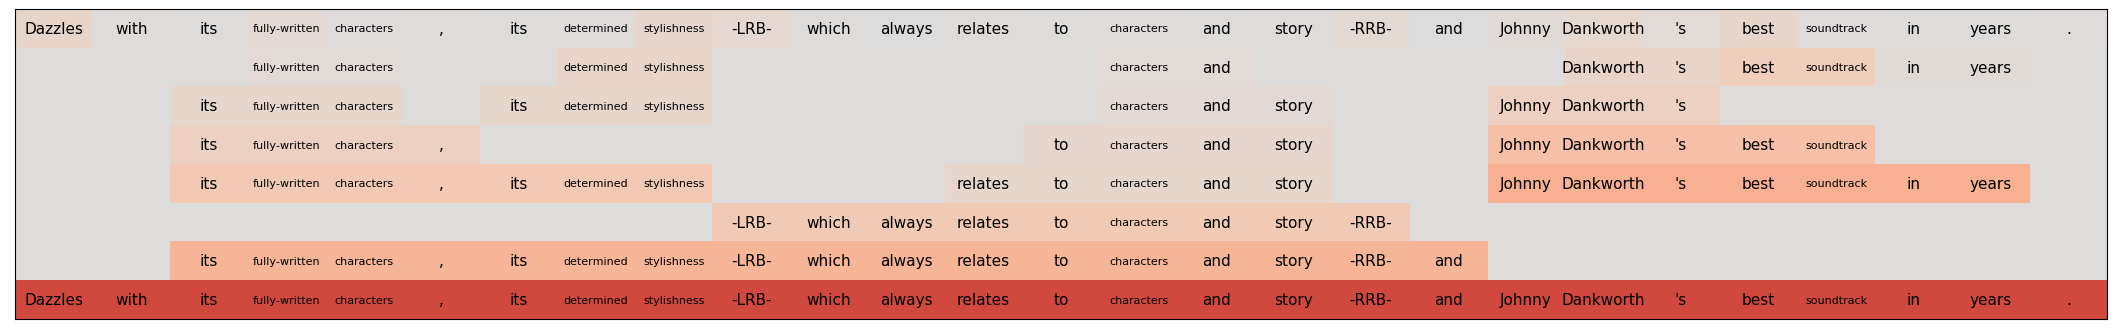 Dazzles with its fully-written characters , its determined stylishness -LRB- which always relates to characters and story -RRB- and Johnny Dankworth 's best soundtrack in years .
fully-written characters determined stylishness characters and Dankworth 's best soundtrack in years
its fully-written characters its determined stylishness characters and story Johnny Dankworth 's
its fully-written characters , to characters and story Johnny Dankworth 's best soundtrack
its fully-written characters , its determined stylishness relates to characters and story Johnny Dankworth 's best soundtrack in years
-LRB- which always relates to characters and story -RRB-
its fully-written characters , its determined stylishness -LRB- which always relates to characters and story -RRB- and
Dazzles with its fully-written characters , its determined stylishness -LRB- which always relates to characters and story -RRB- and Johnny Dankworth 's best soundtrack in years .